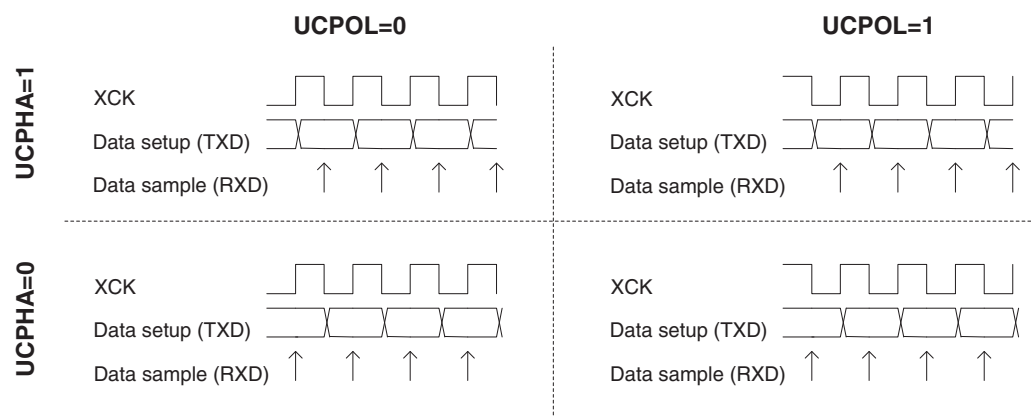 UCPOL=0
UCPOL=1
UCPHA=1
XCK
Data setup (TXD)
Data sample (RXD)
XCK
Data setup (TXD)
Data sample (RXD)
UCPHA=0
XCK
Data setup (TXD)
Data sample (RXD)
XCK
Data setup (TXD)
Data sample (RXD)